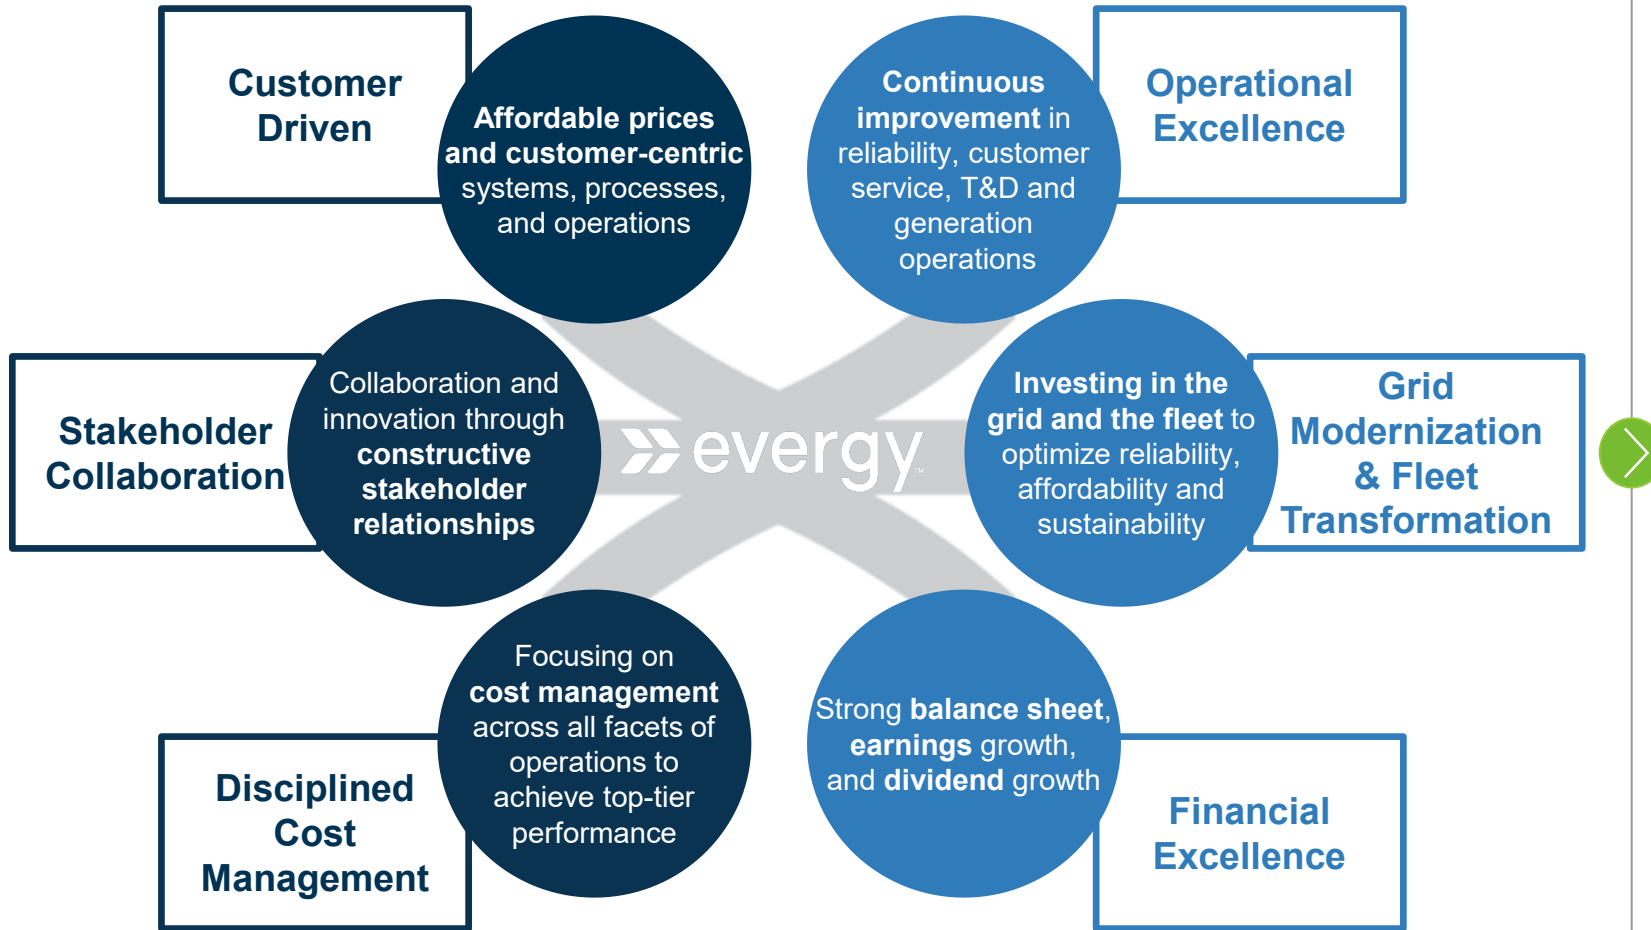 Customer
Driven
Affordable prices
and customer-centric
systems, processes,
and operations
Continuous
improvement in
reliability, customer
service, T&D and
generation
operations
Operational
Excellence
Stakeholder
Collaboration
Collaboration and
innovation through
constructive
stakeholder
relationships
evergy™
Investing in the
grid and the fleet to
optimize reliability,
affordability and
sustainability
Grid
Modernization
& Fleet
Transformation
Disciplined
Cost
Management
Focusing on
cost management
across all facets of
operations to
achieve top-tier
performance
Strong balance sheet,
earnings growth,
and dividend growth
Financial
Excellence